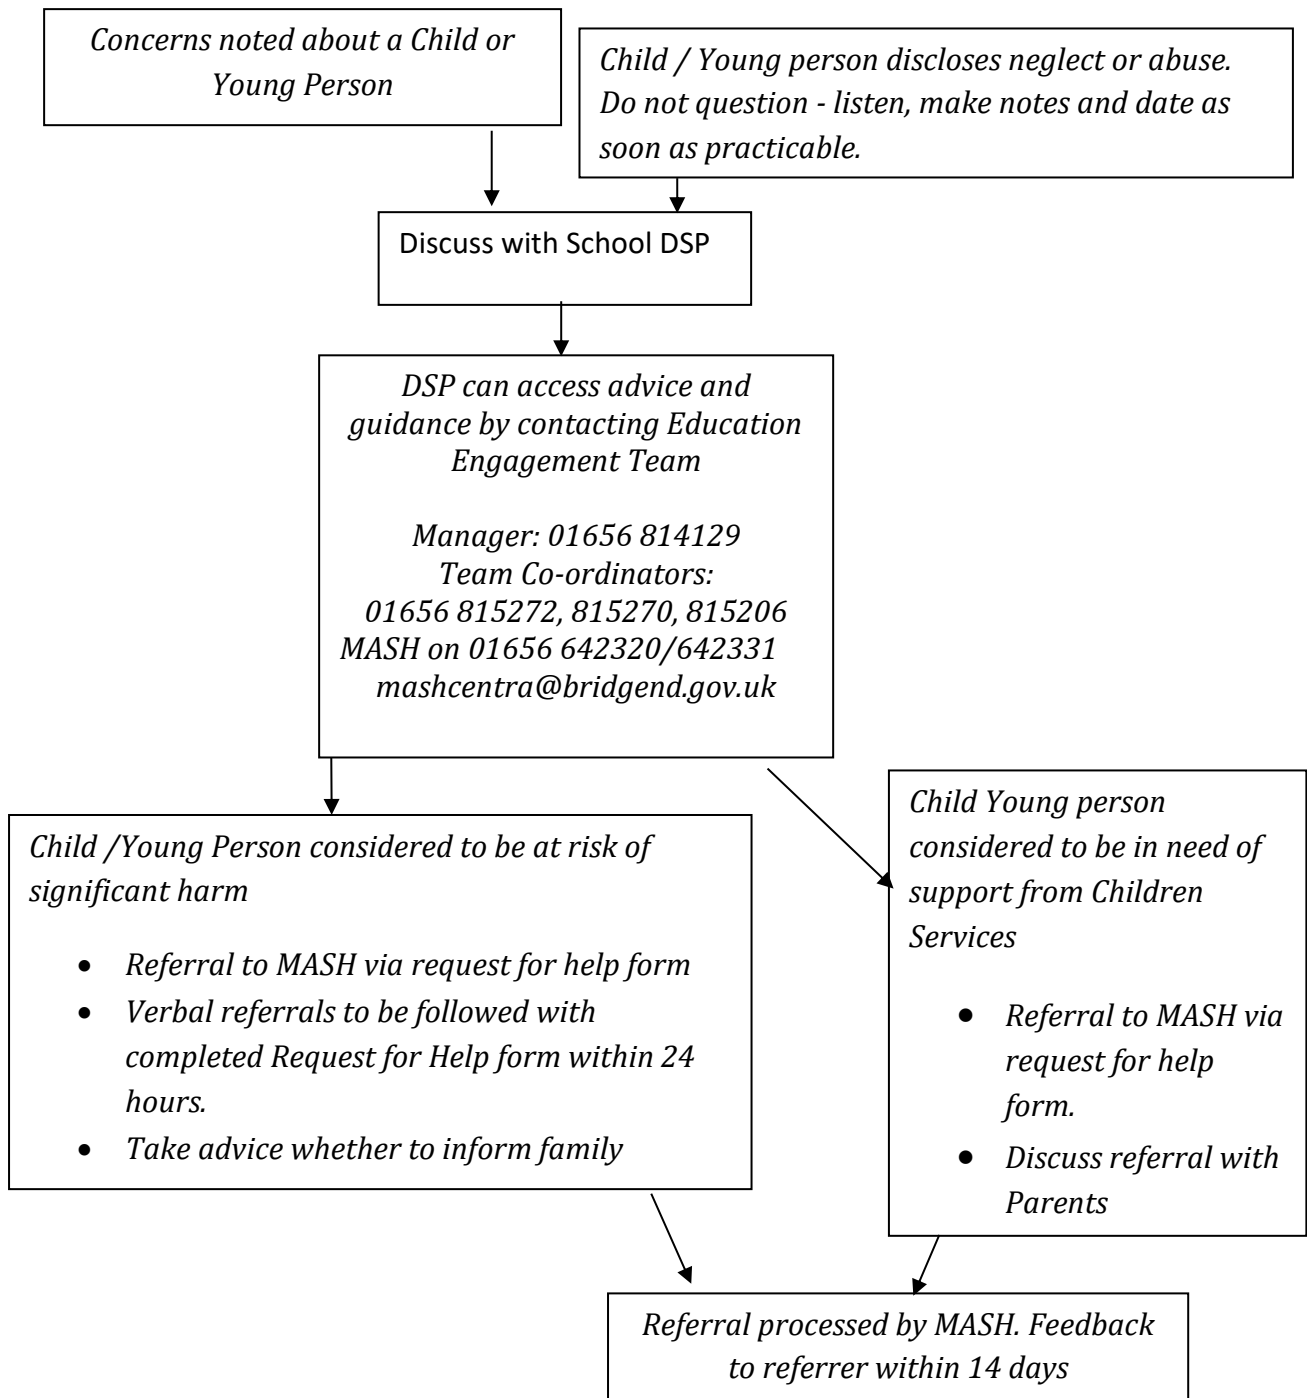 Concerns noted about a Child or
Young Person
Child / Young person discloses neglect or abuse.
Do not question - listen, make notes and date as
soon as practicable.
Discuss with School DSP
DSP can access advice and
guidance by contacting Education
Engagement Team
Manager: 01656 814129
Team Co-ordinators:
01656 815272, 815270, 815206
MASH on 01656 642320/642331
mashcentra@bridgend.gov.uk
Child /Young Person considered to be at risk of
significant harm
• Referral to MASH via request for help form
• Verbal referrals to be followed with
completed Request for Help form within 24
hours.
• Take advice whether to inform family
Child Young person
considered to be in need of
support from Children
Services
• Referral to MASH via
request for help
form.
• Discuss referral with
Parents
Referral processed by MASH. Feedback
to referrer within 14 days